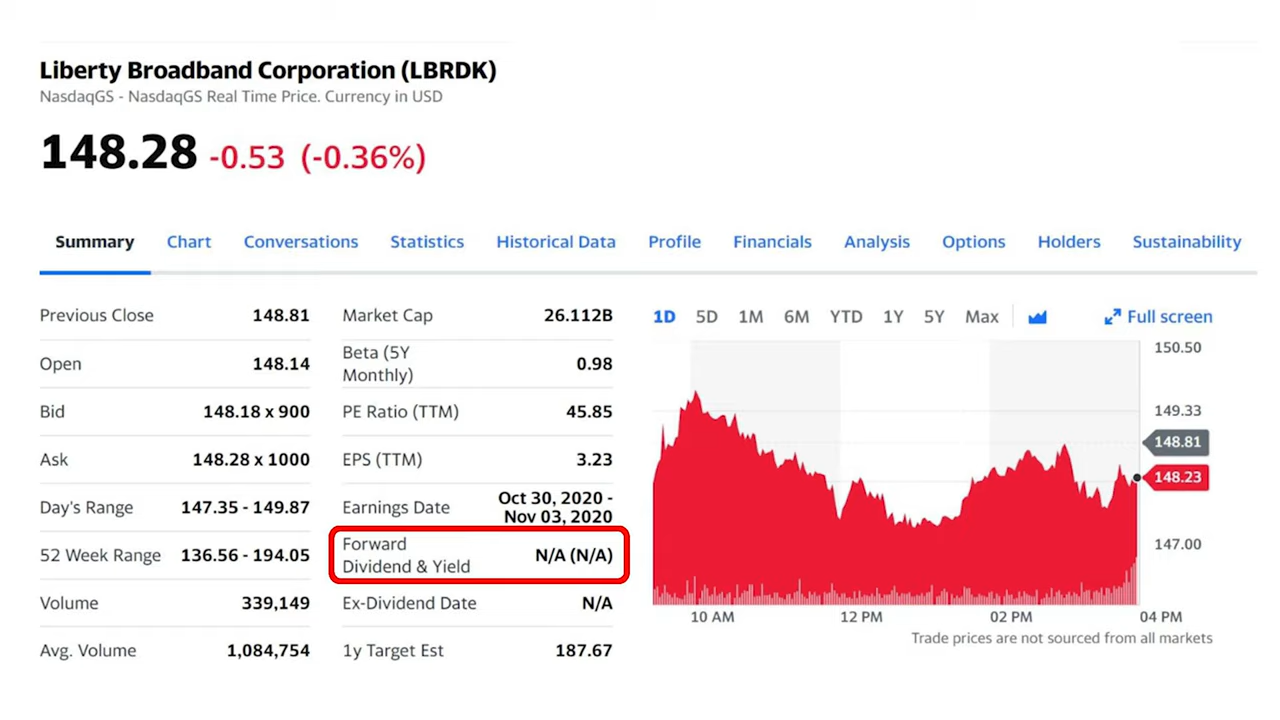 Liberty Broadband Corporation (LBRDK)
NasdaqGS - NasdaqGS Real Time Price. Currency in USD
148.28 -0.53 (-0.36%)
Summary Chart Conversations Statistics Historical Data Profile Financials Analysis Options Holders Sustainability
Previous Close 148.81
Open 148.14
Bid 148.18 x 900
Ask 148.28 x 1000
Day's Range 147.35 - 149.87
52 Week Range 136.56 - 194.05
Volume 339,149
Avg. Volume 1,084,754
Market Cap 26.112B
Beta (5Y
Monthly) 0.98
PE Ratio (TTM) 45.85
EPS (TTM) 3.23
Earnings Date Oct 30, 2020 -
Nov 03, 2020
Forward
Dividend & Yield N/A (N/A)
Ex-Dividend Date N/A
1y Target Est 187.67
1D 5D 1M 6M YTD 1Y 5Y Max Full screen
150.50
149.33
148.81
148.23
147.00
10 AM 12 PM 02 PM 04 PM
Trade prices are not sourced from all markets